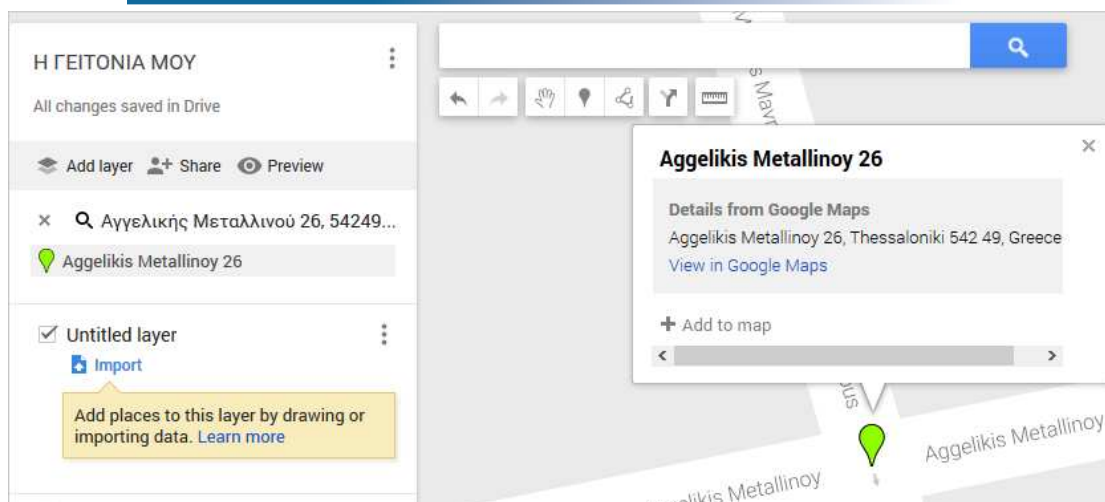 Η ΓΕΙΤΟΝΙΑ ΜΟΥ
All changes saved in Drive
Add layer Share Preview
Αγγελικής Μεταλλινού 26, 54249...
Aggelikis Metallinoy 26
Untitled layer
Import
Add places to this layer by drawing or
importing data. Learn more
Aggelikis Metallinoy 26
Details from Google Maps
Aggelikis Metallinoy 26, Thessaloniki 542 49, Greece
View in Google Maps
Add to map
Aggelikis Metallinoy
Metallinoy